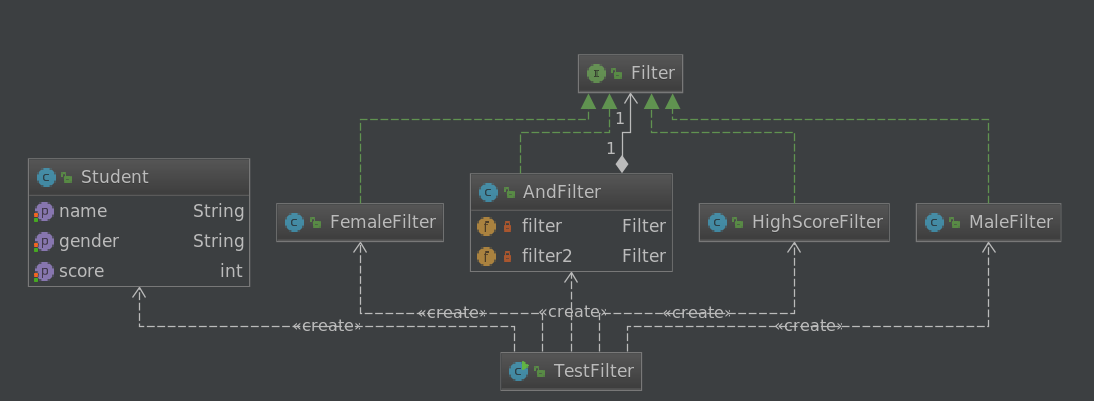 Filter
1
1
Student
name String
gender String
score int
FemaleFilter
AndFilter
filter Filter
filter2 Filter
HighScoreFilter
MaleFilter
«create»
«create»
«create»
«create»
«create»
TestFilter